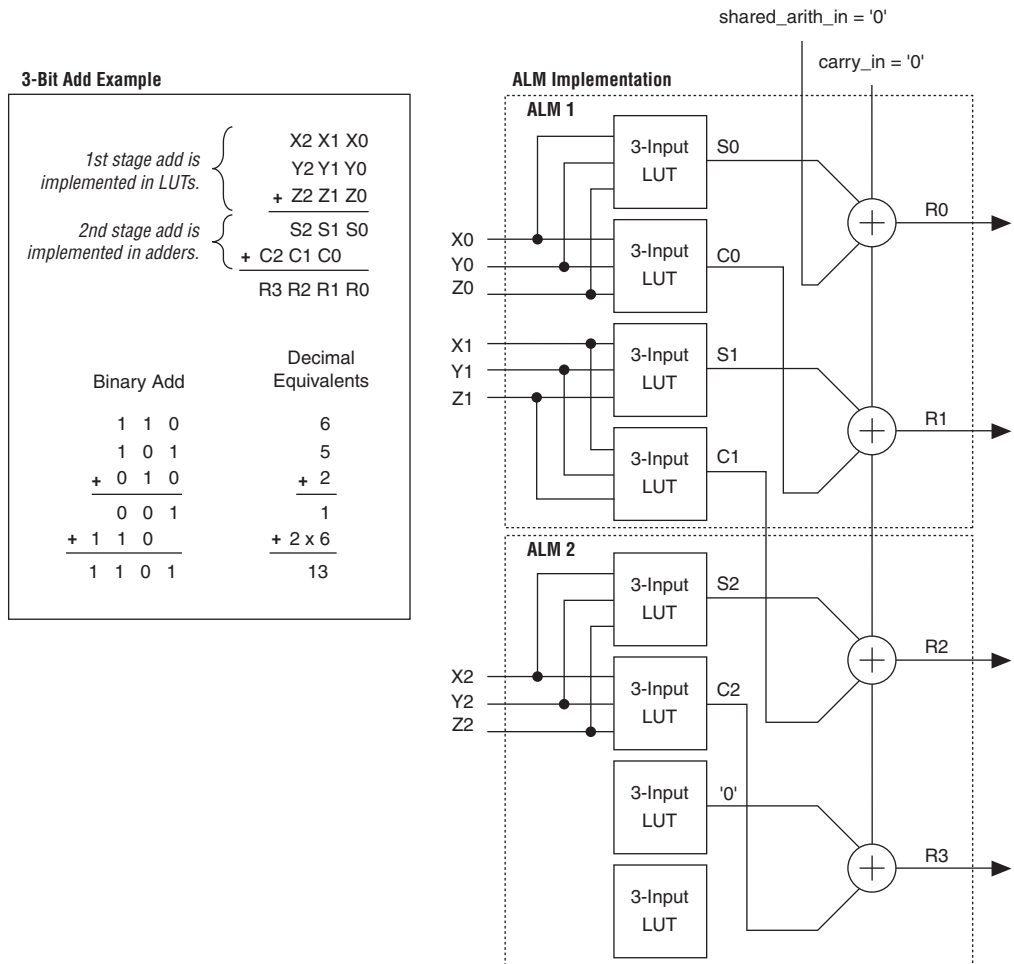 shared_arith_in = '0'
carry_in = '0'
3-Bit Add Example
1st stage add is
implemented in LUTs.
X2 X1 X0
Y2 Y1 Y0
+ Z2 Z1 Z0
2nd stage add is
implemented in adders.
S2 S1 S0
+ C2 C1 C0
R3 R2 R1 R0
Binary Add
1 1 0
1 0 1
+ 0 1 0
0 0 1
+ 1 1 0
1 1 0 1
Decimal
Equivalents
6
5
+ 2
1
+ 2 x 6
13
ALM Implementation
ALM 1
3-Input
LUT
S0
R0
X0
Y0
Z0
3-Input
LUT
C0
X1
Y1
Z1
3-Input
LUT
S1
R1
3-Input
LUT
C1
ALM 2
3-Input
LUT
S2
R2
X2
Y2
Z2
3-Input
LUT
C2
3-Input
LUT
'0'
R3
3-Input
LUT